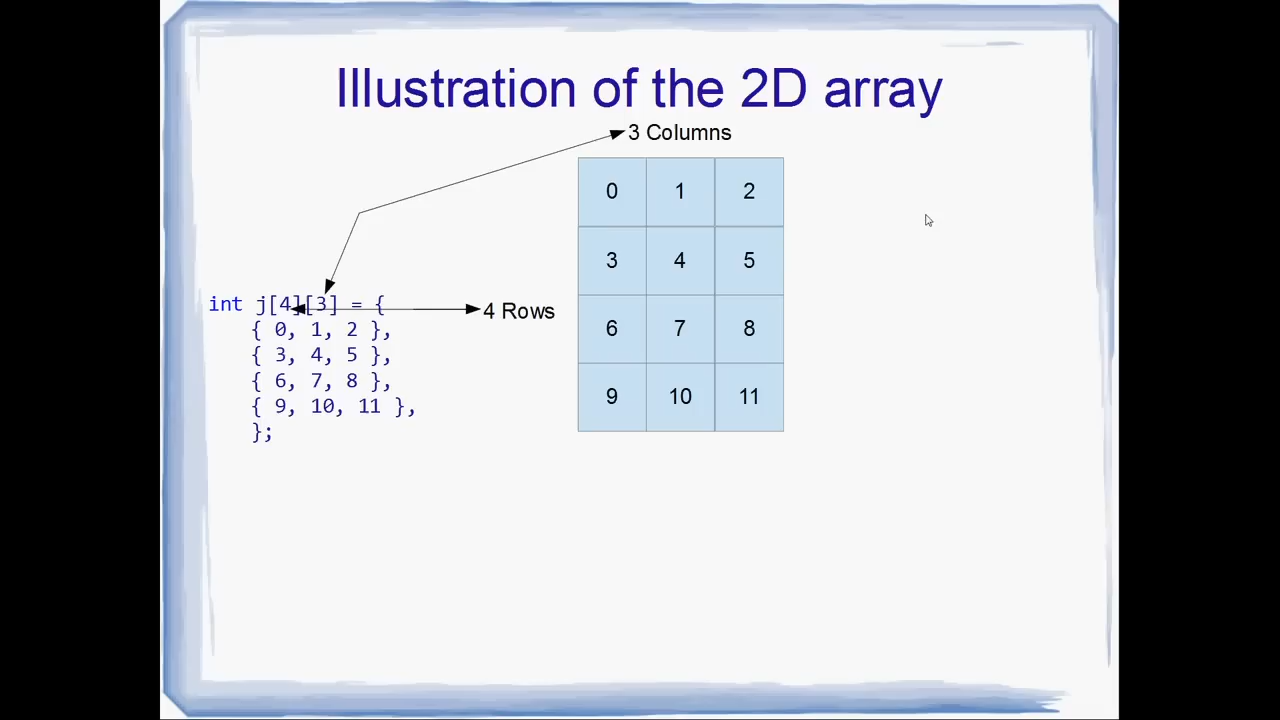 Illustration of the 2D array
3 Columns
0 1 2
3 4 5
6 7 8
9 10 11
int j[4][3] = {
{ 0, 1, 2 },
{ 3, 4, 5 },
{ 6, 7, 8 },
{ 9, 10, 11 },
};
4 Rows